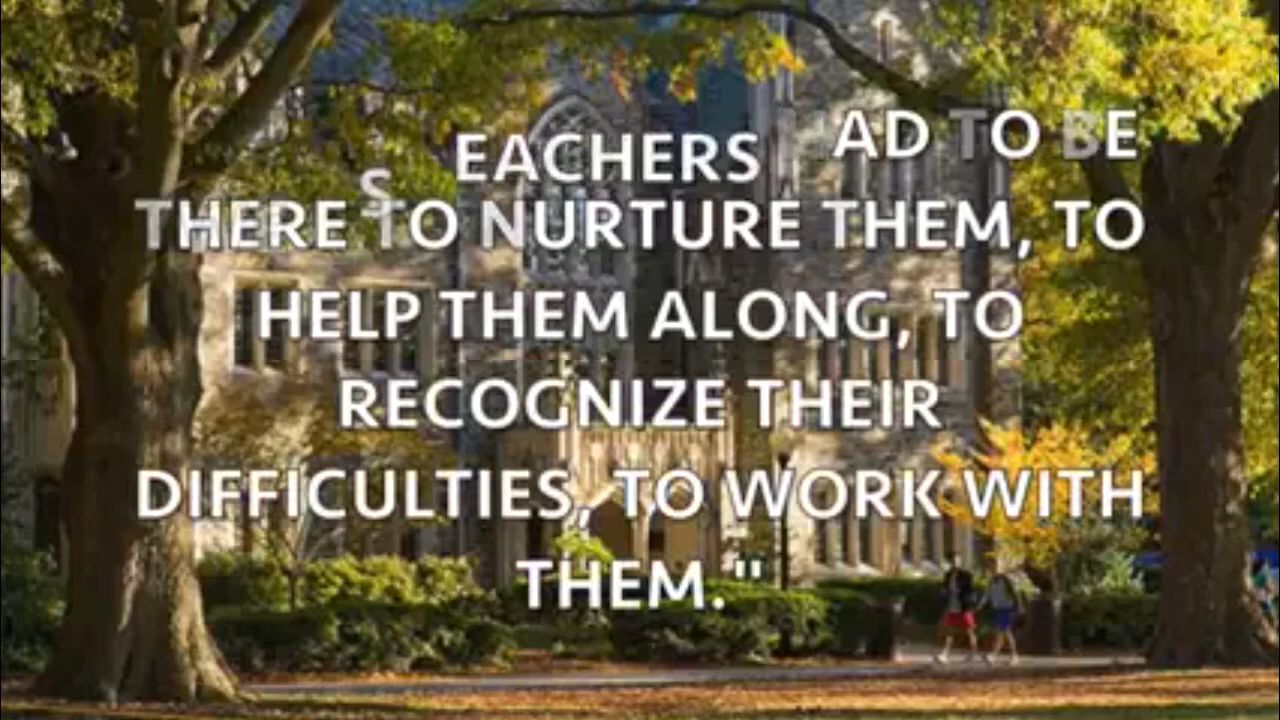 EACHERS AD TO BE
S
THERE TO NURTURE THEM, TO
HELP THEM ALONG, TO
RECOGNIZE THEIR
DIFFICULTIES, TO WORK WITH
THEM."